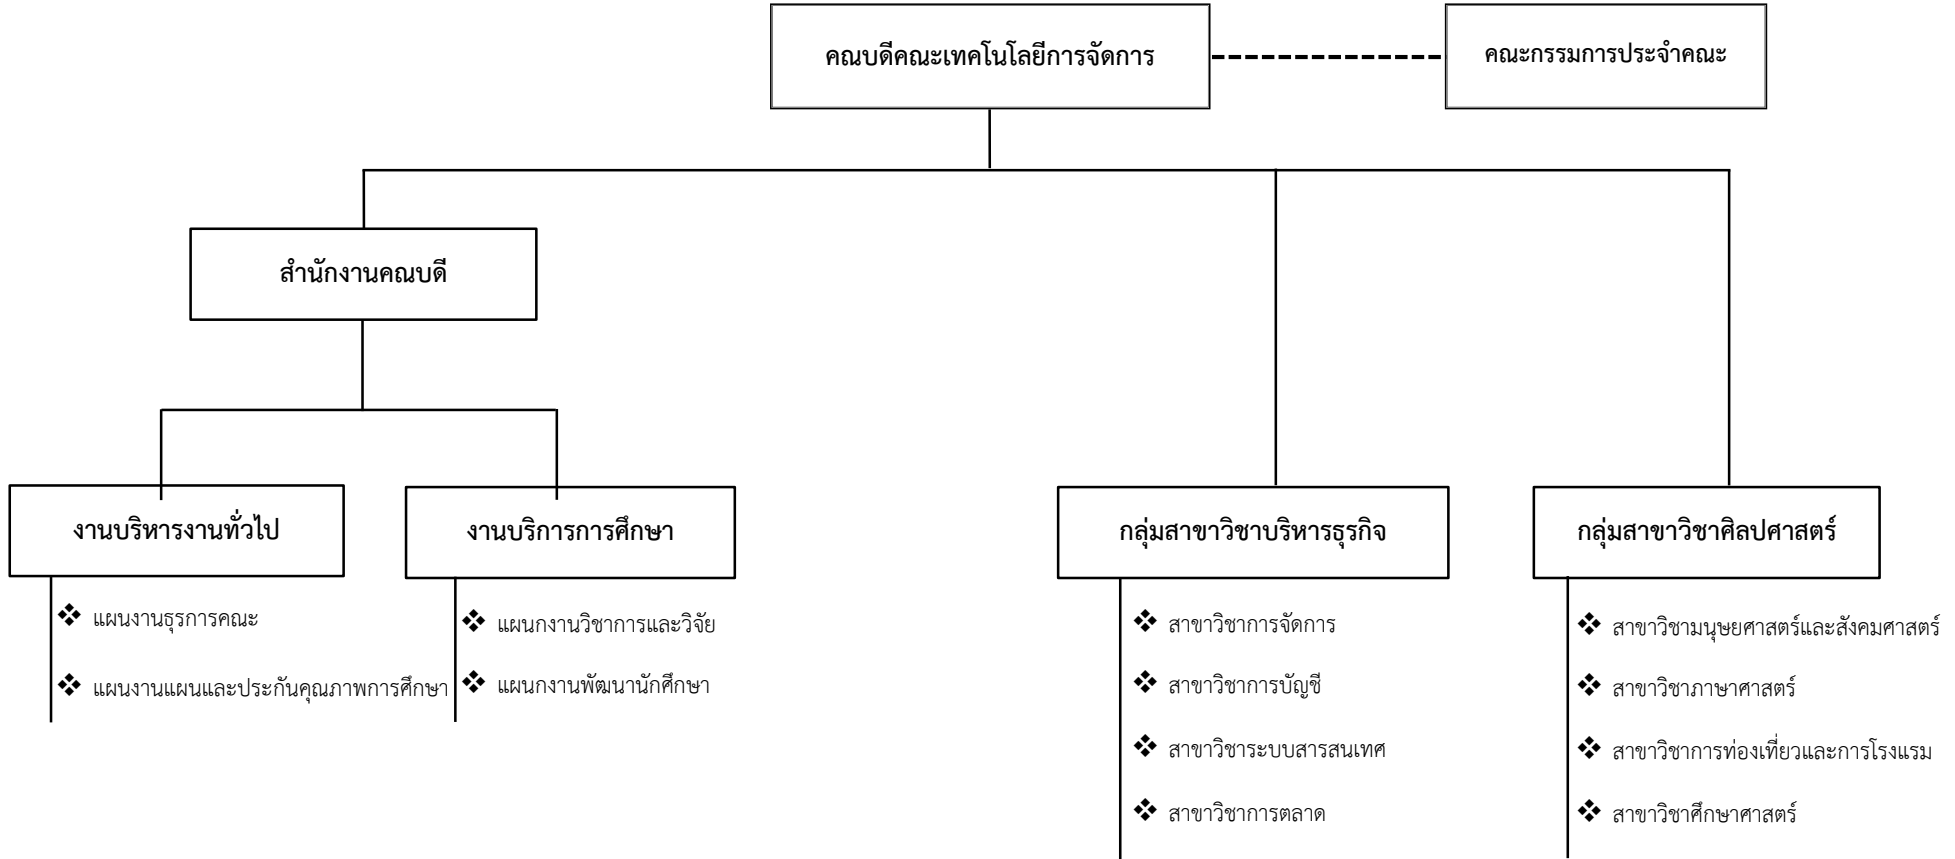 คณบดีคณะเทคโนโลยีการจัดการ
คณะกรรมการประจำคณะ
สำนักงานคณบดี
งานบริหารงานทั่วไป
งานบริการการศึกษา
กลุ่มสาขาวิชาบริหารธุรกิจ
กลุ่มสาขาวิชาศิลปศาสตร์
❖ แผนงานธุรการคณะ
❖ แผนงานแผนและประกันคุณภาพการศึกษา
❖ แผนกงานวิชาการและวิจัย
❖ แผนกงานพัฒนานักศึกษา
❖ สาขาวิชาการจัดการ
❖ สาขาวิชาการบัญชี
❖ สาขาวิชาระบบสารสนเทศ
❖ สาขาวิชาการตลาด
❖ สาขาวิชามนุษยศาสตร์และสังคมศาสตร์
❖ สาขาวิชาภาษาศาสตร์
❖ สาขาวิชาการท่องเที่ยวและการโรงแรม
❖ สาขาวิชาศึกษาศาสตร์